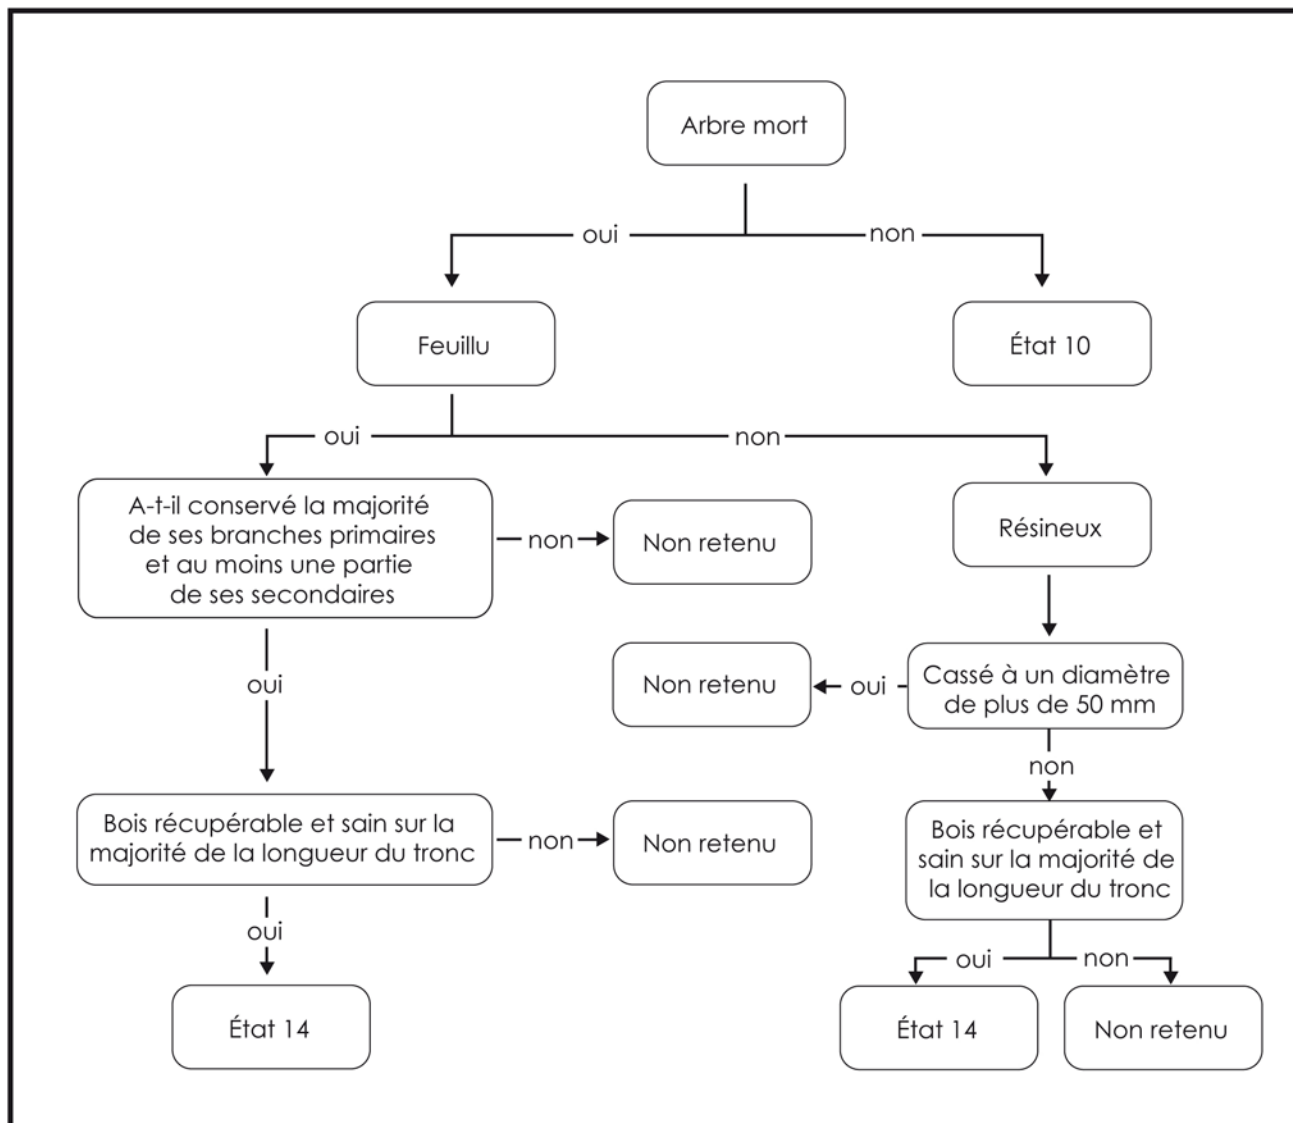 Arbre mort
oui
non
Feuillu
État 10
oui
non
A-t-il conservé la majorité
de ses branches primaires
et au moins une partie
de ses secondaires
non
Non retenu
Résineux
oui
Non retenu
oui
Cassé à un diamètre
de plus de 50 mm
non
Bois récupérable et sain sur la
majorité de la longueur du tronc
non
Non retenu
Bois récupérable et
sain sur la majorité de
la longueur du tronc
oui
oui
non
État 14
État 14
Non retenu